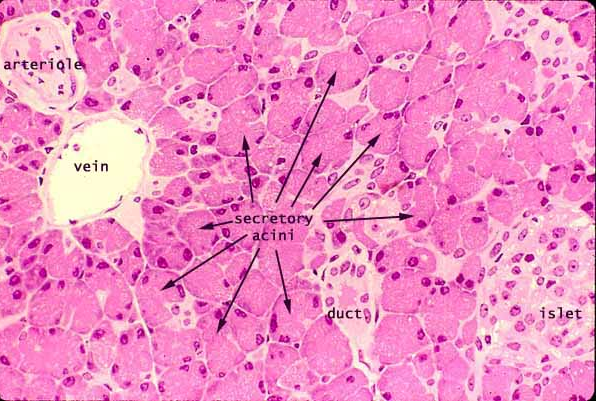 arteriole
vein
secretory
acini
duct
islet